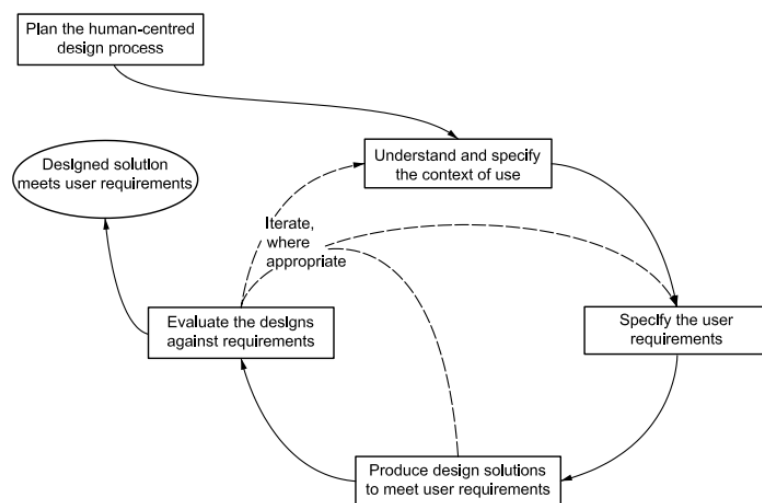 Plan the human-centred
design process
Understand and specify
the context of use
Designed solution
meets user requirements
Iterate,
where
appropriate
Evaluate the designs
against requirements
Specify the user
requirements
Produce design solutions
to meet user requirements